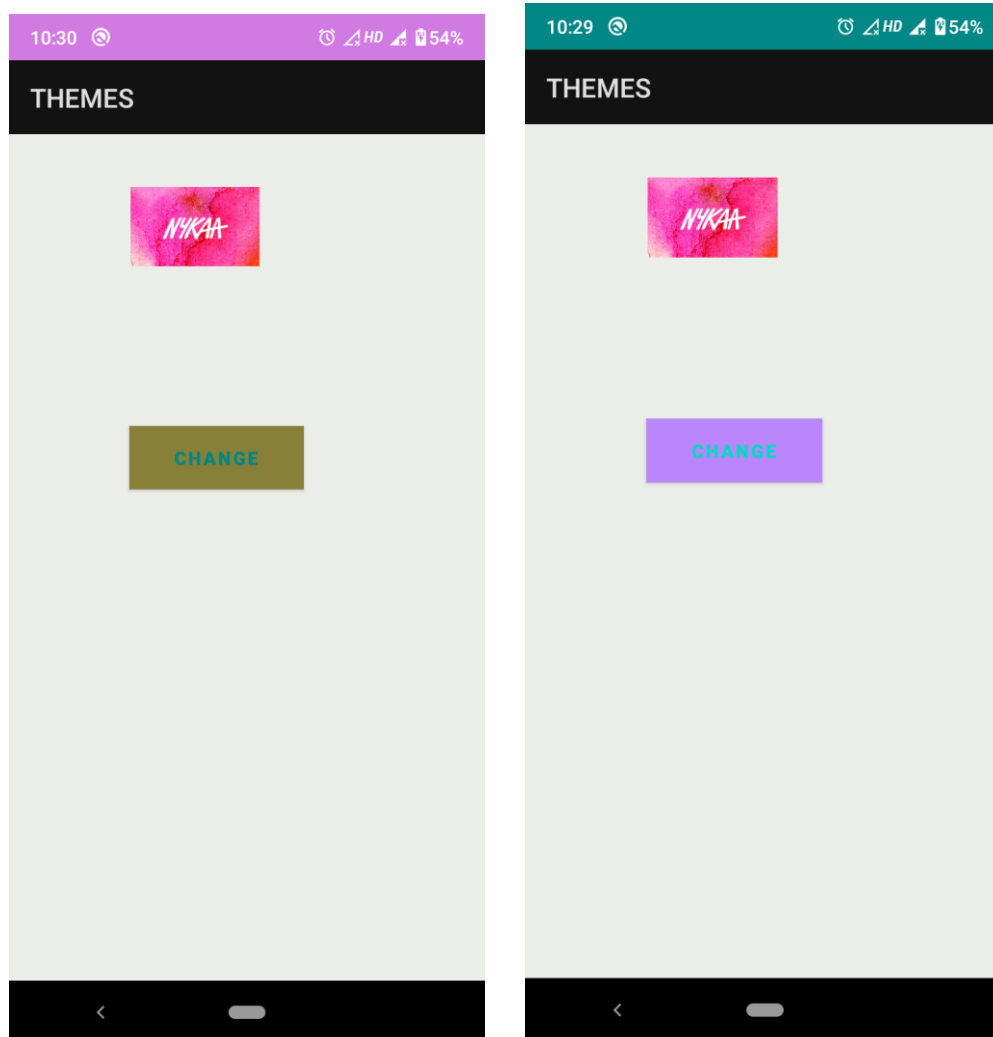 10:30 HD 54%
THEMES
NYKAA
CHANGE
10:29 HD 54%
THEMES
NYKAA
CHANGE